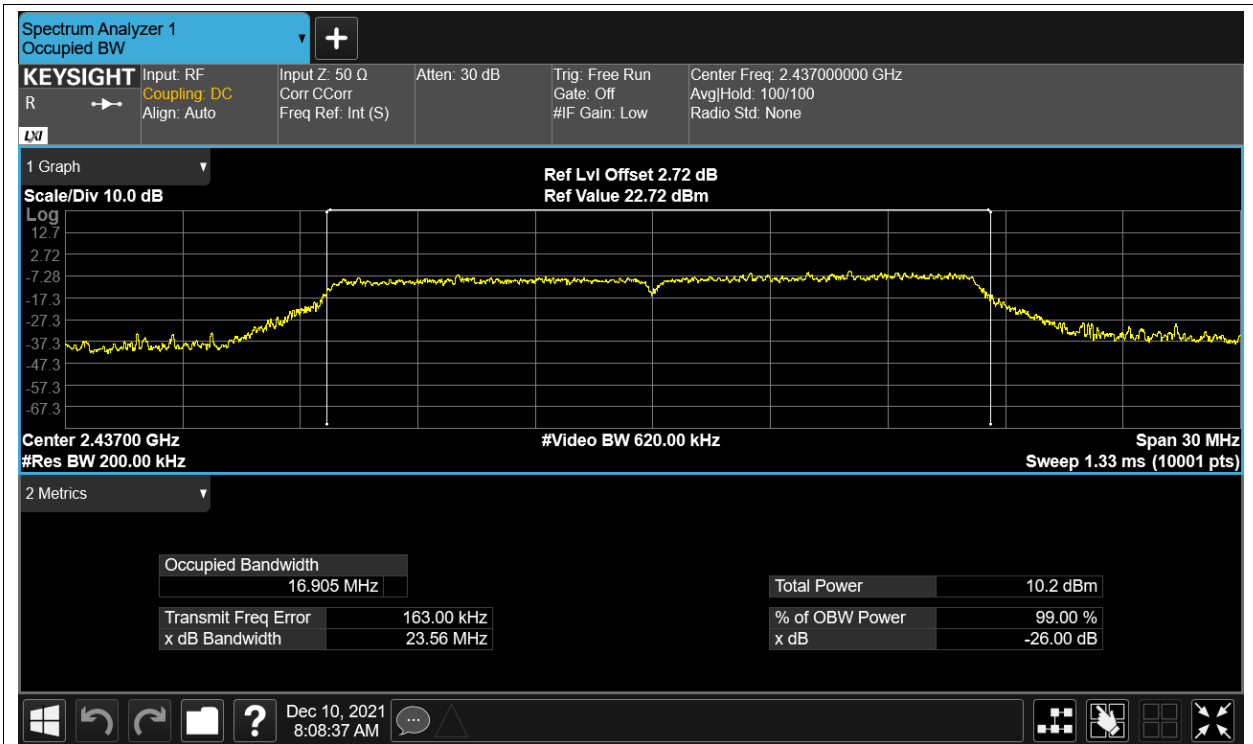 Spectrum Analyzer 1
Occupied BW
KEYSIGHT
R
LXI
Input: RF
Coupling: DC
Align: Auto
Input Z: 50 Ω
Corr CCorr
Freq Ref: Int (S)
Atten: 30 dB
Trig: Free Run
Gate: Off
#IF Gain: Low
Center Freq: 2.437000000 GHz
Avg|Hold: 100/100
Radio Std: None
1 Graph
Scale/Div 10.0 dB
Ref Lvl Offset 2.72 dB
Ref Value 22.72 dBm
Log
12.7
2.72
-7.28
-17.3
-27.3
-37.3
-47.3
-57.3
-67.3
Center 2.43700 GHz
#Res BW 200.00 kHz
#Video BW 620.00 kHz
Span 30 MHz
Sweep 1.33 ms (10001 pts)
2 Metrics
Occupied Bandwidth
16.905 MHz
Transmit Freq Error 163.00 kHz
x dB Bandwidth 23.56 MHz
Total Power 10.2 dBm
% of OBW Power 99.00 %
x dB -26.00 dB
?
Dec 10, 2021
8:08:37 AM